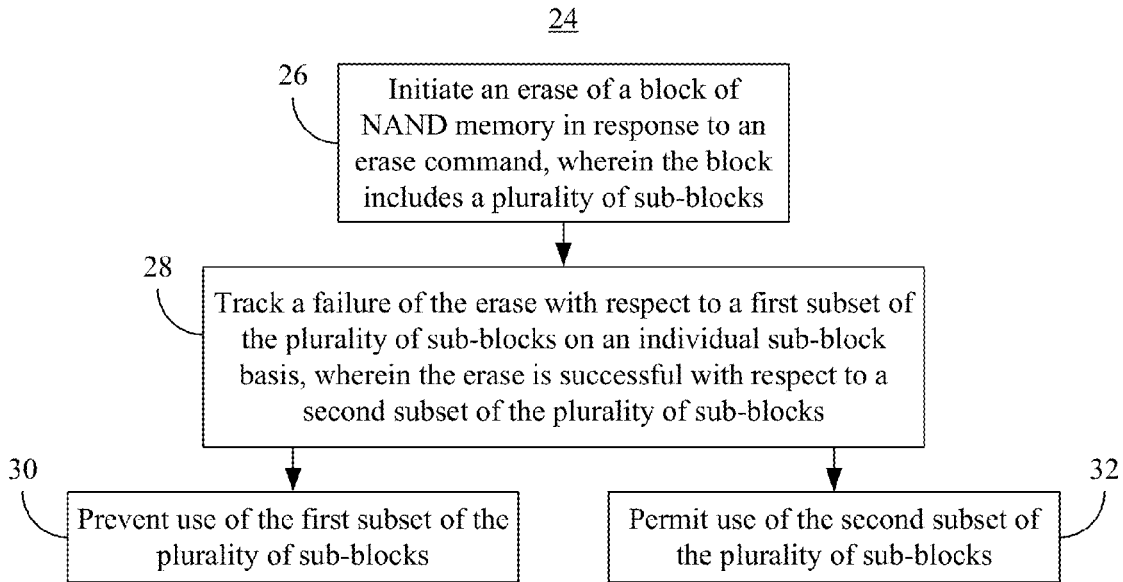 24
26
Initiate an erase of a block of
NAND memory in response to an
erase command, wherein the block
includes a plurality of sub-blocks
28
Track a failure of the erase with respect to a first subset of
the plurality of sub-blocks on an individual sub-block
basis, wherein the erase is successful with respect to a
second subset of the plurality of sub-blocks
30
Prevent use of the first subset of the
plurality of sub-blocks
32
Permit use of the second subset of
the plurality of sub-blocks